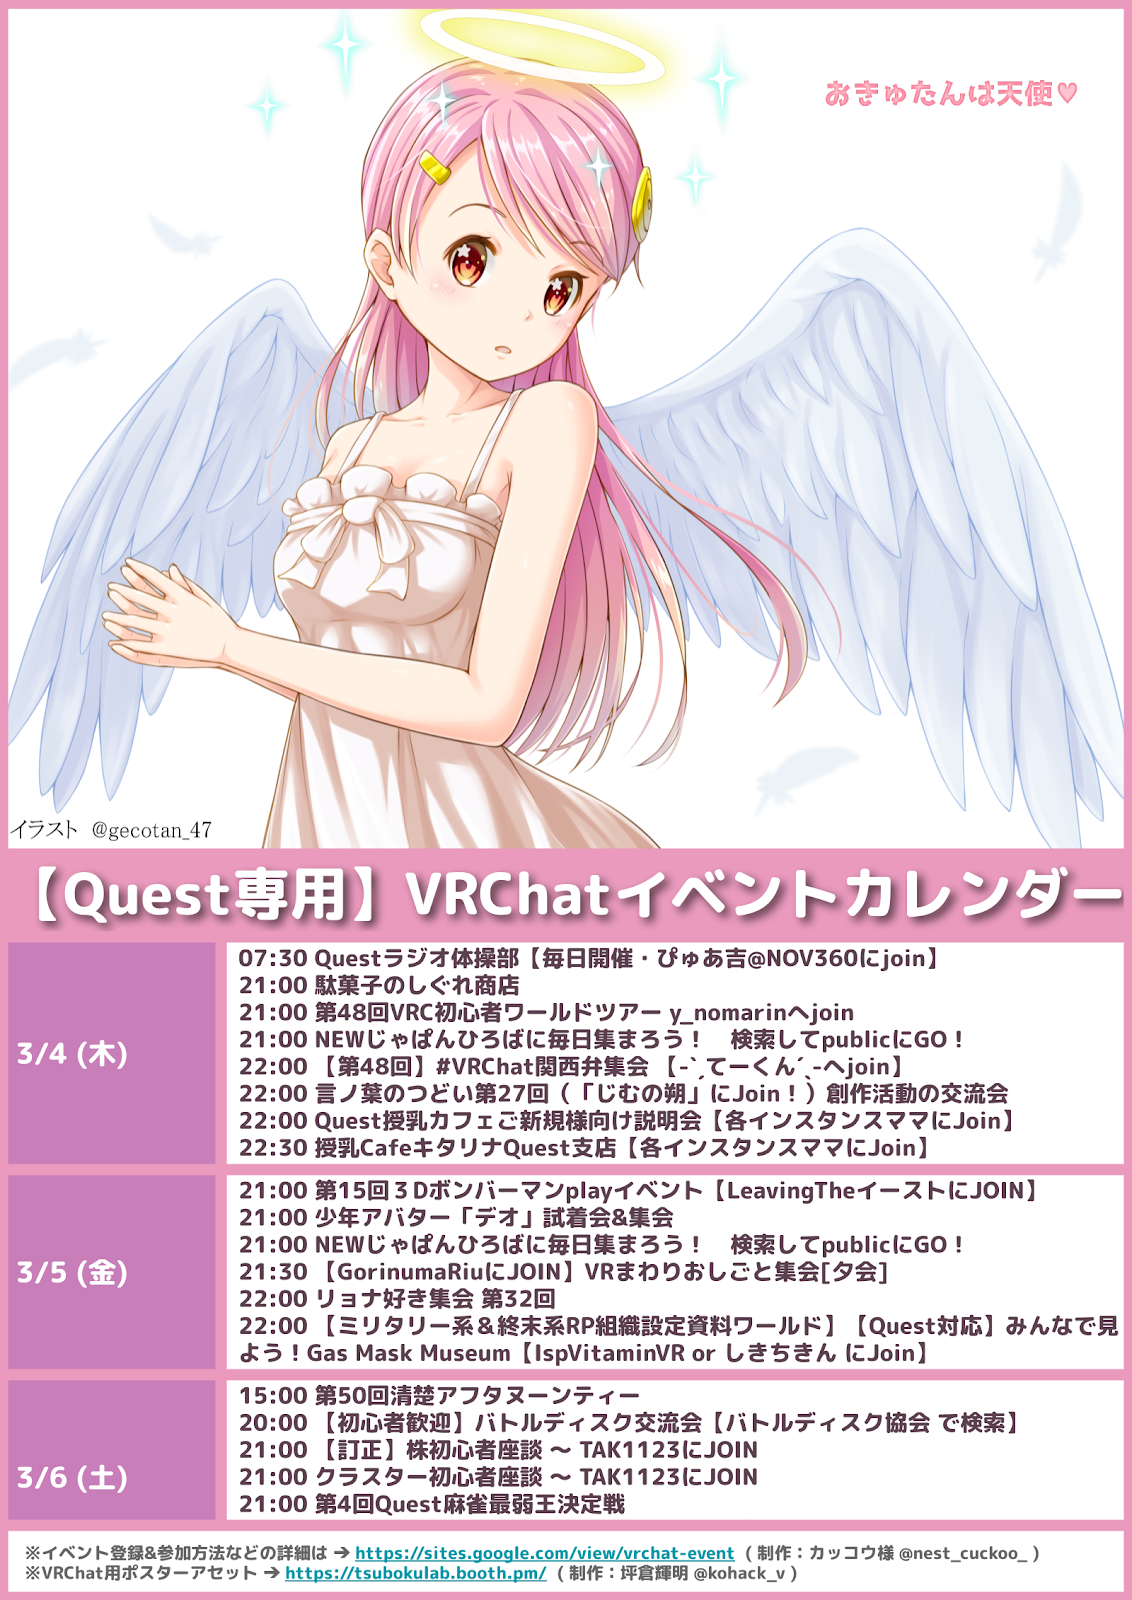 おきゅたんは天使♥
イラスト @gecotan_47
【Quest専用】VRChatイベントカレンダー
3/4 (木)
07:30 Questラジオ体操部【毎日開催・ぴゅあ吉@NOV360にjoin】
21:00 駄菓子のしぐれ商店
21:00 第48回VRC初心者ワールドツアー y_nomarinへjoin
21:00 NEWじゃぱんひろばに毎日集まろう！　検索してpublicにGO！
22:00 【第48回】#VRChat関西弁集会 【-`ˏてーくん´ˎ-へjoin】
22:00 言ノ葉のつどい第27回（「じむの朔」にJoin！）創作活動の交流会
22:00 Quest授乳カフェご新規様向け説明会【各インスタンスママにJoin】
22:30 授乳CafeキタリナQuest支店【各インスタンスママにJoin】
3/5 (金)
21:00 第15回３Dボンバーマンplayイベント【LeavingTheイーストにJOIN】
21:00 少年アバター「デオ」試着会&集会
21:00 NEWじゃぱんひろばに毎日集まろう！　検索してpublicにGO！
21:30 【GorinumaRiuにJOIN】VRまわりおしごと集会[夕会]
22:00 リョナ好き集会 第32回
22:00 【ミリタリー系＆終末系RP組織設定資料ワールド】【Quest対応】みんなで見
よう！Gas Mask Museum【IspVitaminVR or しきちきん にJoin】
3/6 (土)
15:00 第50回清楚アフタヌーンティー
20:00 【初心者歓迎】バトルディスク交流会【バトルディスク協会 で検索】
21:00 【訂正】株初心者座談 ～ TAK1123にJOIN
21:00 クラスター初心者座談 ～ TAK1123にJOIN
21:00 第4回Quest麻雀最弱王決定戦
※イベント登録&参加方法などの詳細は → https://sites.google.com/view/vrchat-event ( 制作：カッコウ様 @nest_cuckoo_ )
※VRChat用ポスターアセット → https://tsubokulab.booth.pm/ ( 制作：坪倉輝明 @kohack_v )